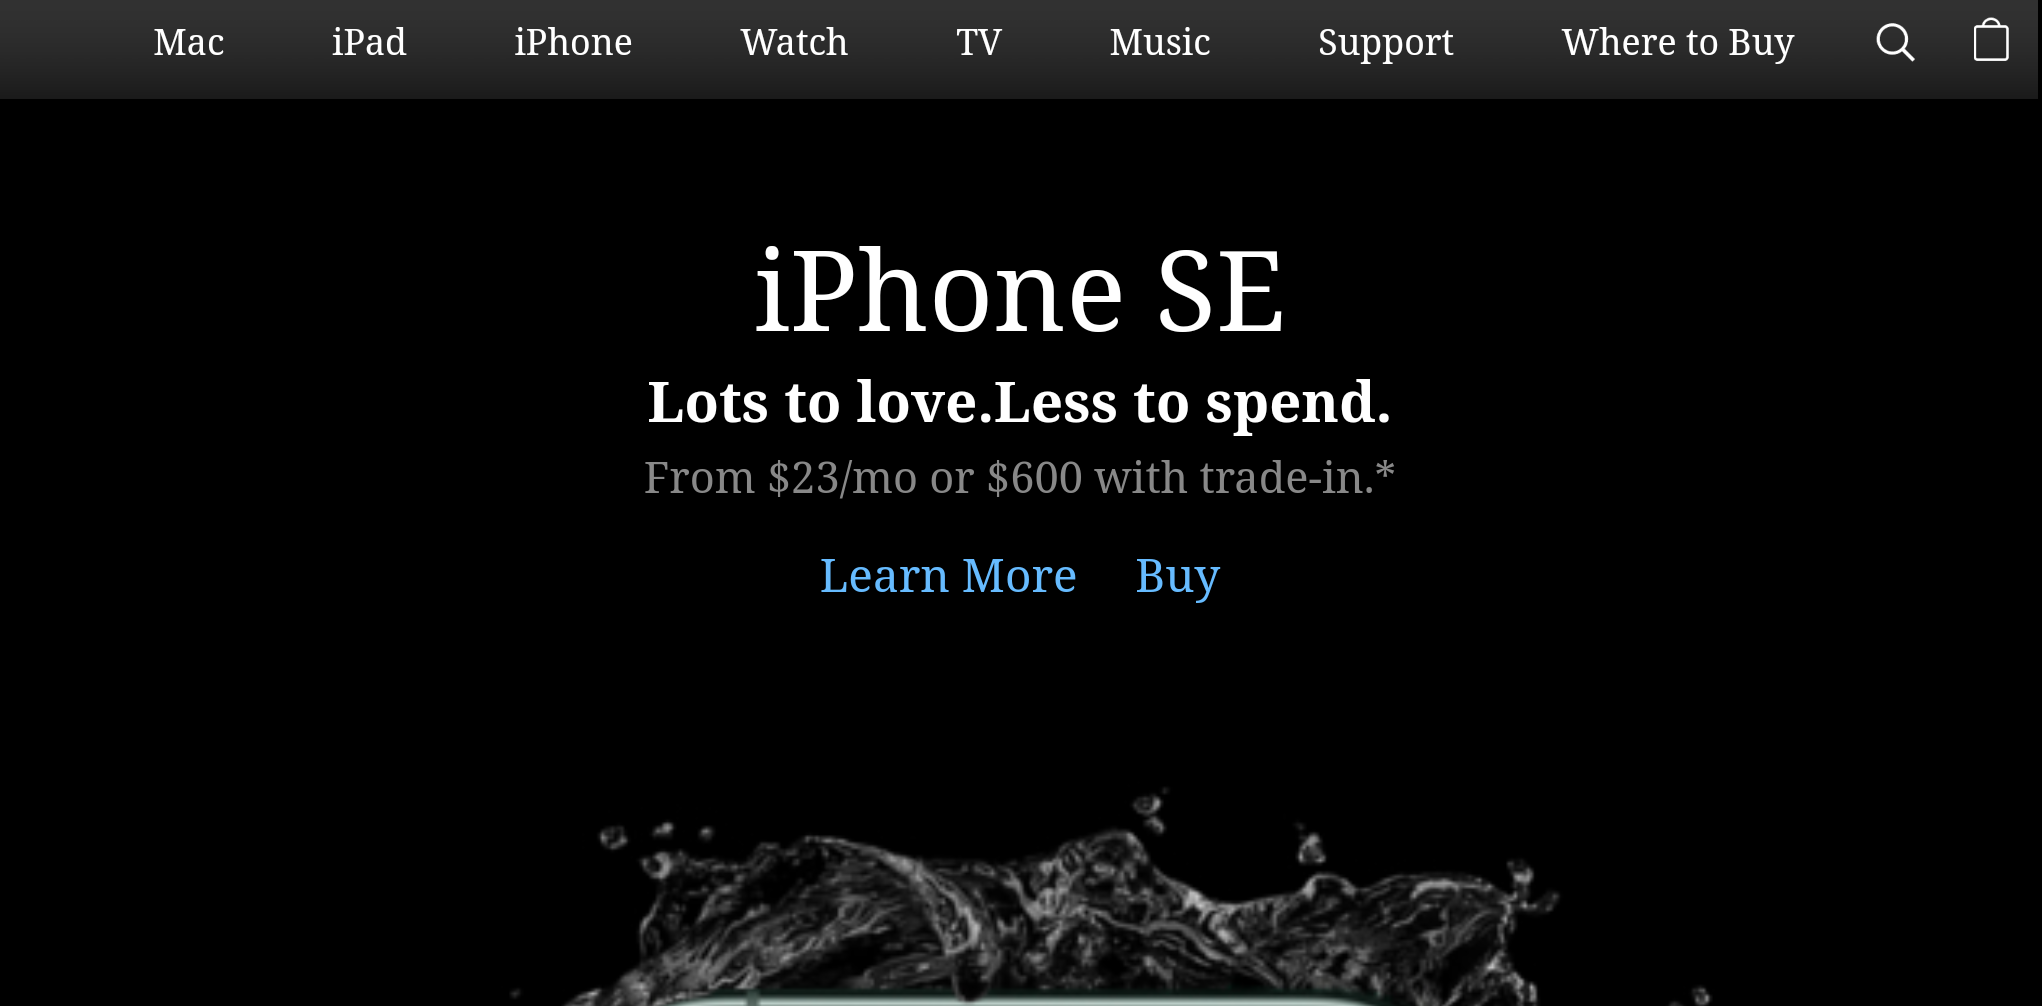 Mac iPad iPhone Watch TV Music Support Where to Buy
iPhone SE
Lots to love.Less to spend.
From $23/mo or $600 with trade-in.*
Learn More Buy